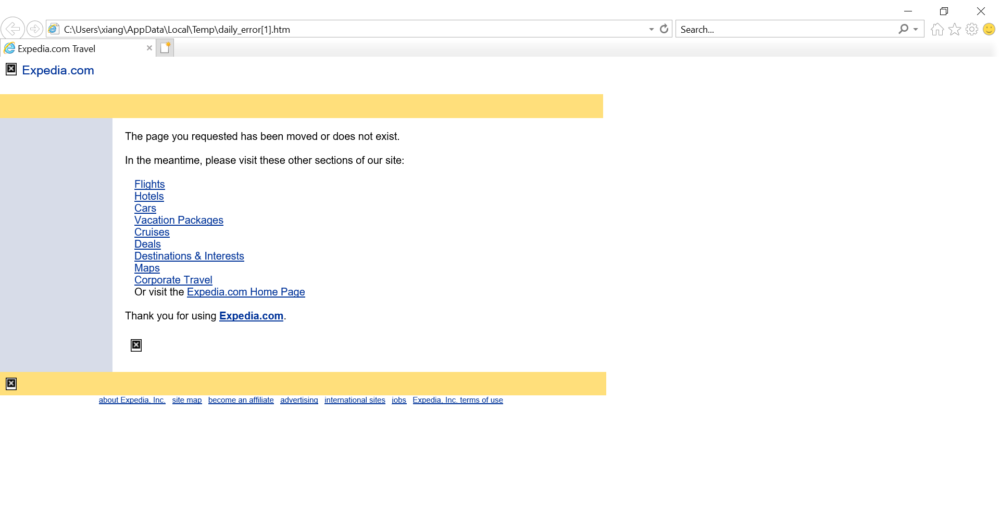 C:\Users\xiang\AppData\Local\Temp\daily_error[1].htm
Search...
Expedia.com Travel
Expedia.com
The page you requested has been moved or does not exist.
In the meantime, please visit these other sections of our site:
Flights
Hotels
Cars
Vacation Packages
Cruises
Deals
Destinations & Interests
Maps
Corporate Travel
Or visit the Expedia.com Home Page
Thank you for using Expedia.com.
about Expedia, Inc. site map become an affiliate advertising international sites jobs Expedia, Inc. terms of use